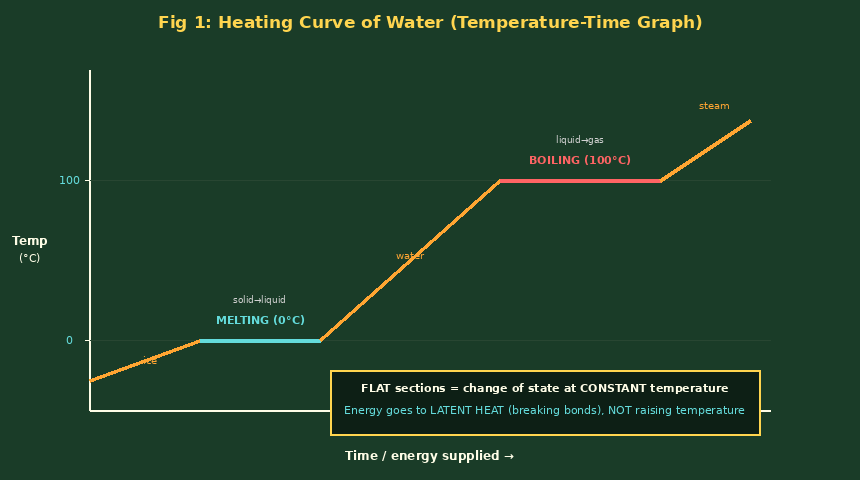 Fig 1: Heating Curve of Water (Temperature-Time Graph)
steam
liquid→gas
BOILING (100°C)
100
Temp
(°C)
water
solid→liquid
MELTING (0°C)
0
ice
FLAT sections = change of state at CONSTANT temperature
Energy goes to LATENT HEAT (breaking bonds), NOT raising temperature
Time / energy supplied →